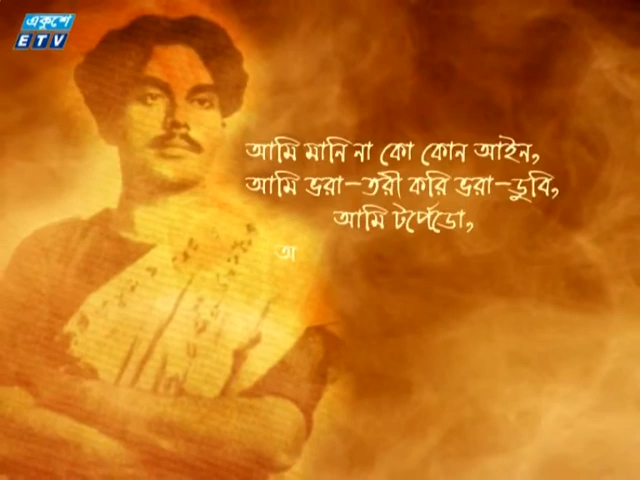 একুশে
ETV
আমি মানি না কো কোন আইন,
আমি ভরা-তরী করি ভরা-ডুবি,
আমি টর্পেডো,
অ